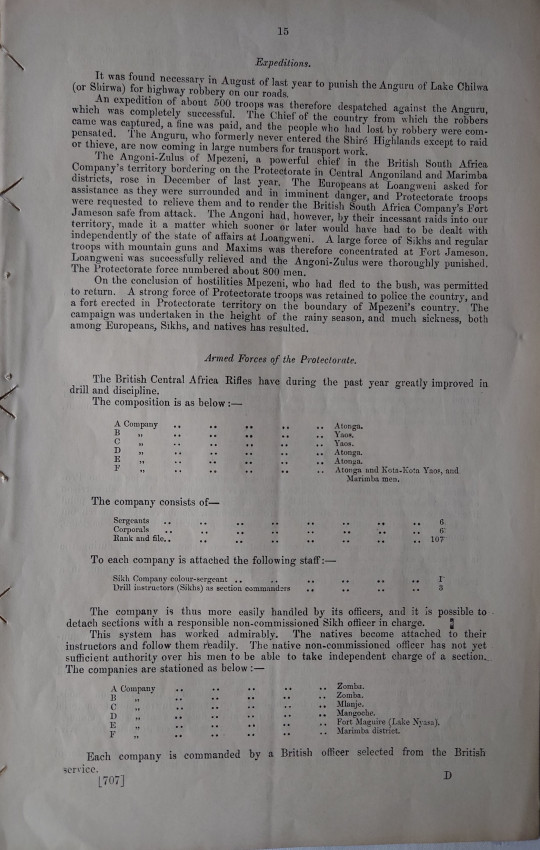 15
Expeditions.
It was found necessary in August of last year to punish the Anguru of Lake Chilwa
(or Shirwa) for highway robbery on our roads.
An expedition of about 500 troops was therefore despatched against the Anguru,
which was completely successful. The Chief of the country from which the robbers
came was captured, a fine was paid, and the people who had lost by robbery were com-
pensated. The Anguru, who formerly never entered the Shiré Highlands except to raid
or thieve, are now coming in large numbers for transport work.
The Angoni-Zulus of Mpezeni, a powerful chief in the British South Africa
Company's territory bordering on the Protectorate in Central Angoniland and Marimba
districts, rose in December of last year. The Europeans at Loangweni asked for
assistance as they were surrounded and in imminent danger, and Protectorate troops
were requested to relieve them and to render the British South Africa Company's Fort
Jameson safe from attack. The Angoni had, however, by their incessant raids into our
territory, made it a matter which sooner or later would have had to be dealt with
independently of the state of affairs at Loangweni. A large force of Sikhs and regular
troops with mountain guns and Maxims was therefore concentrated at Fort Jameson.
Loangweni was successfully relieved and the Angoni-Zulus were thoroughly punished.
The Protectorate force numbered about 800 men.
On the conclusion of hostilities Mpezeni, who had fled to the bush, was permitted
to return. A strong force of Protectorate troops was retained to police the country, and
a fort erected in Protectorate territory on the boundary of Mpezeni's country. The
campaign was undertaken in the height of the rainy season, and much sickness, both
among Europeans, Sikhs, and natives has resulted.
Armed Forces of the Protectorate.
The British Central Africa Rifles have during the past year greatly improved in
drill and discipline.
The composition is as below :—
A Company .. .. .. .. .. Atonga.
B „ .. .. .. .. .. Yaos.
C „ .. .. .. .. .. Yaos.
D „ .. .. .. .. .. Atonga.
E „ .. .. .. .. .. Atonga.
F „ .. .. .. .. .. Atonga and Kota-Kota Yaos, and
Marimba men.
The company consists of—
Sergeants .. .. .. .. .. .. .. 6
Corporals .. .. .. .. .. .. .. 6
Rank and file.. .. .. .. .. .. .. 107
To each company is attached the following staff :—
Sikh Company colour-sergeant .. .. .. .. .. .. 1
Drill instructors (Sikhs) as section commanders .. .. .. .. 3
The company is thus more easily handled by its officers, and it is possible to
detach sections with a responsible non-commissioned Sikh officer in charge.
This system has worked admirably. The natives become attached to their
instructors and follow them readily. The native non-commissioned officer has not yet
sufficient authority over his men to be able to take independent charge of a section.
The companies are stationed as below :—
A Company .. .. .. .. .. Zomba.
B „ .. .. .. .. .. Zomba.
C „ .. .. .. .. .. Mlanje.
D „ .. .. .. .. .. Mangoche.
E „ .. .. .. .. .. Fort Maguire (Lake Nyasa).
F „ .. .. .. .. .. Marimba district.
Each company is commanded by a British officer selected from the British
service.
[707] D